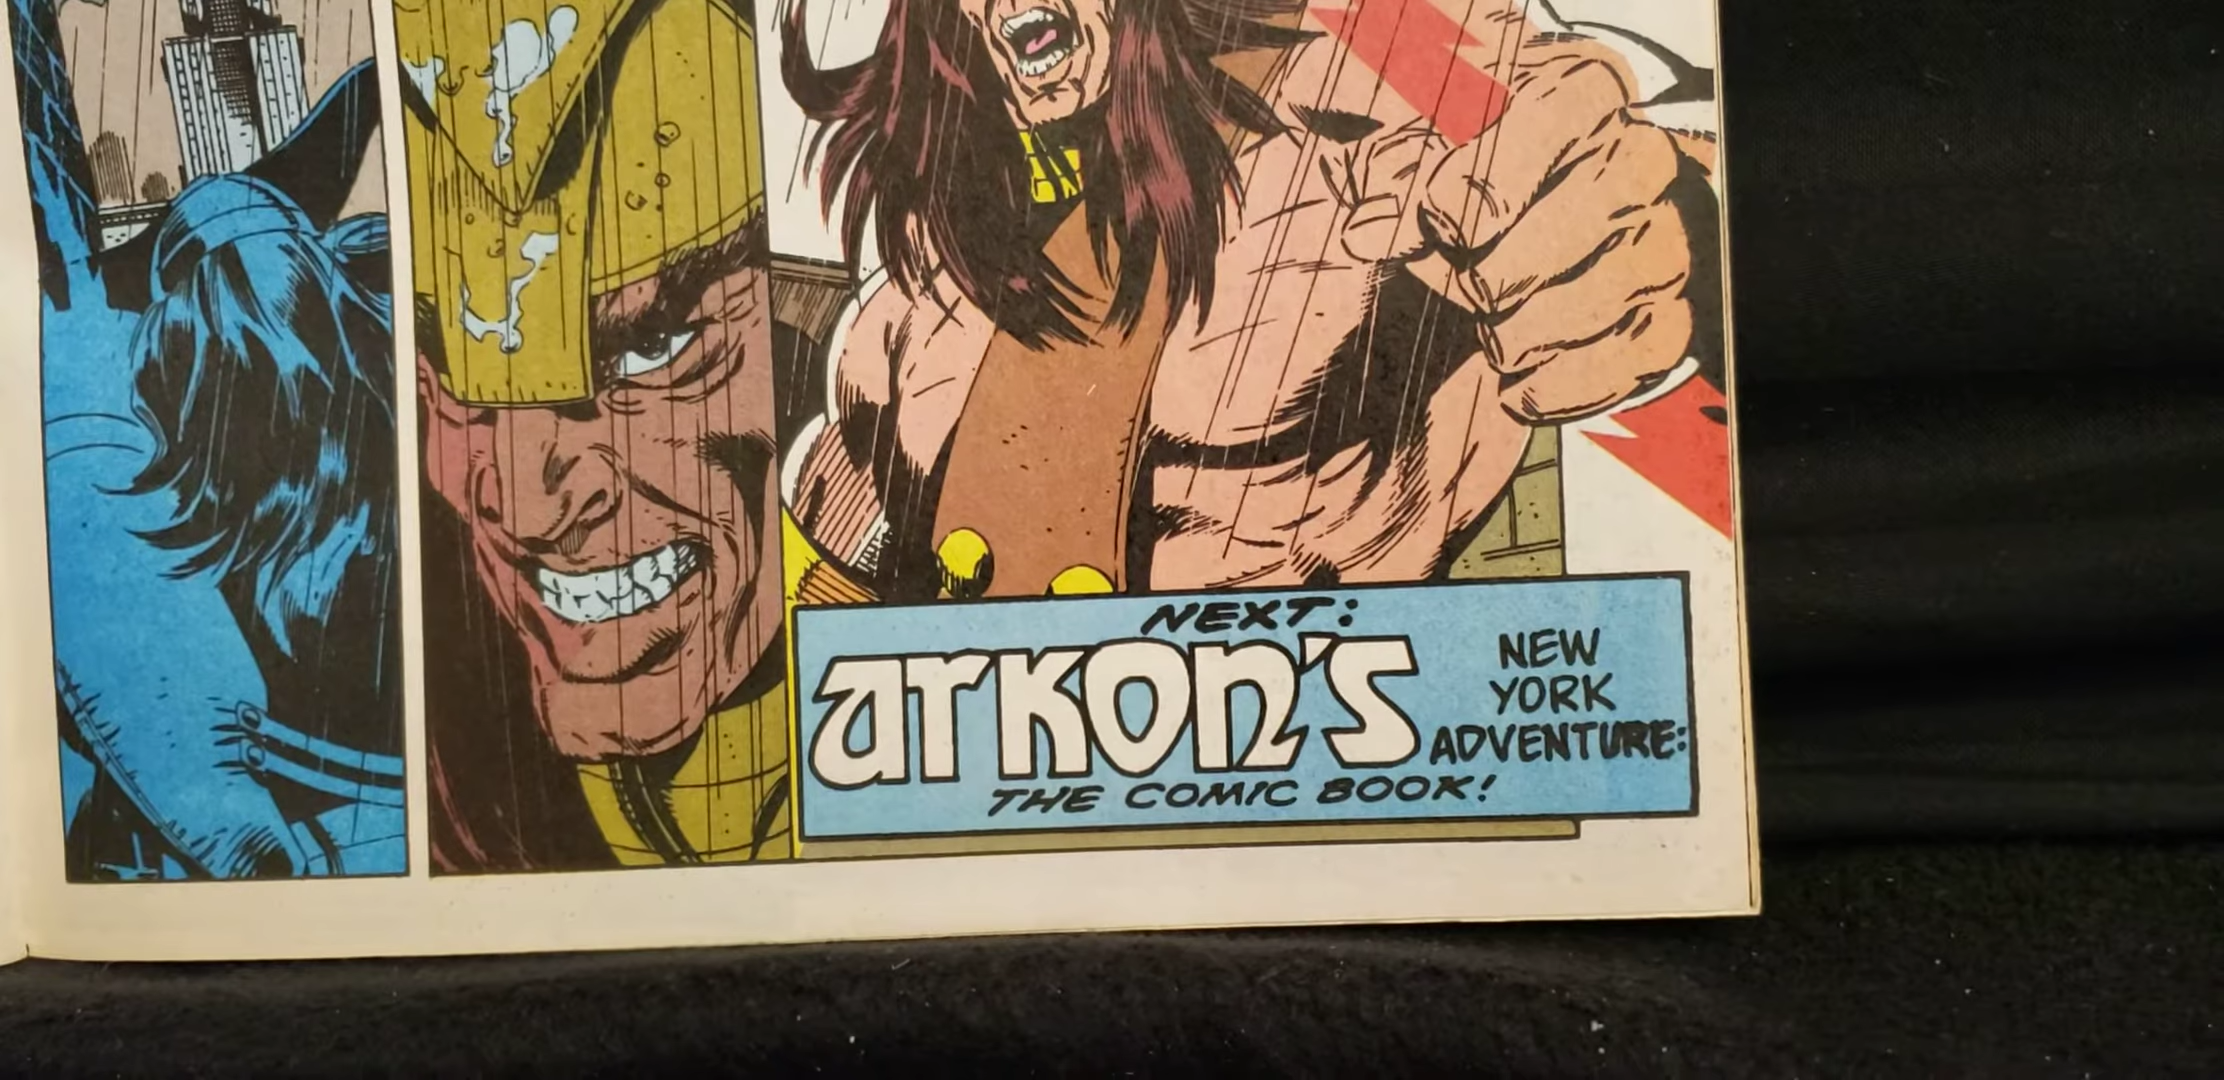 NEXT:
ARKON'S
NEW
YORK
ADVENTURE:
THE COMIC BOOK!